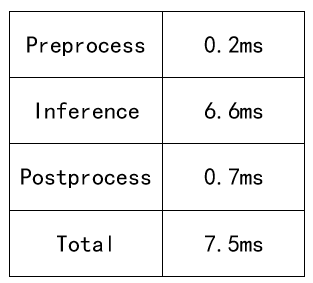 Preprocess 0.2ms
Inference 6.6ms
Postprocess 0.7ms
Total 7.5ms